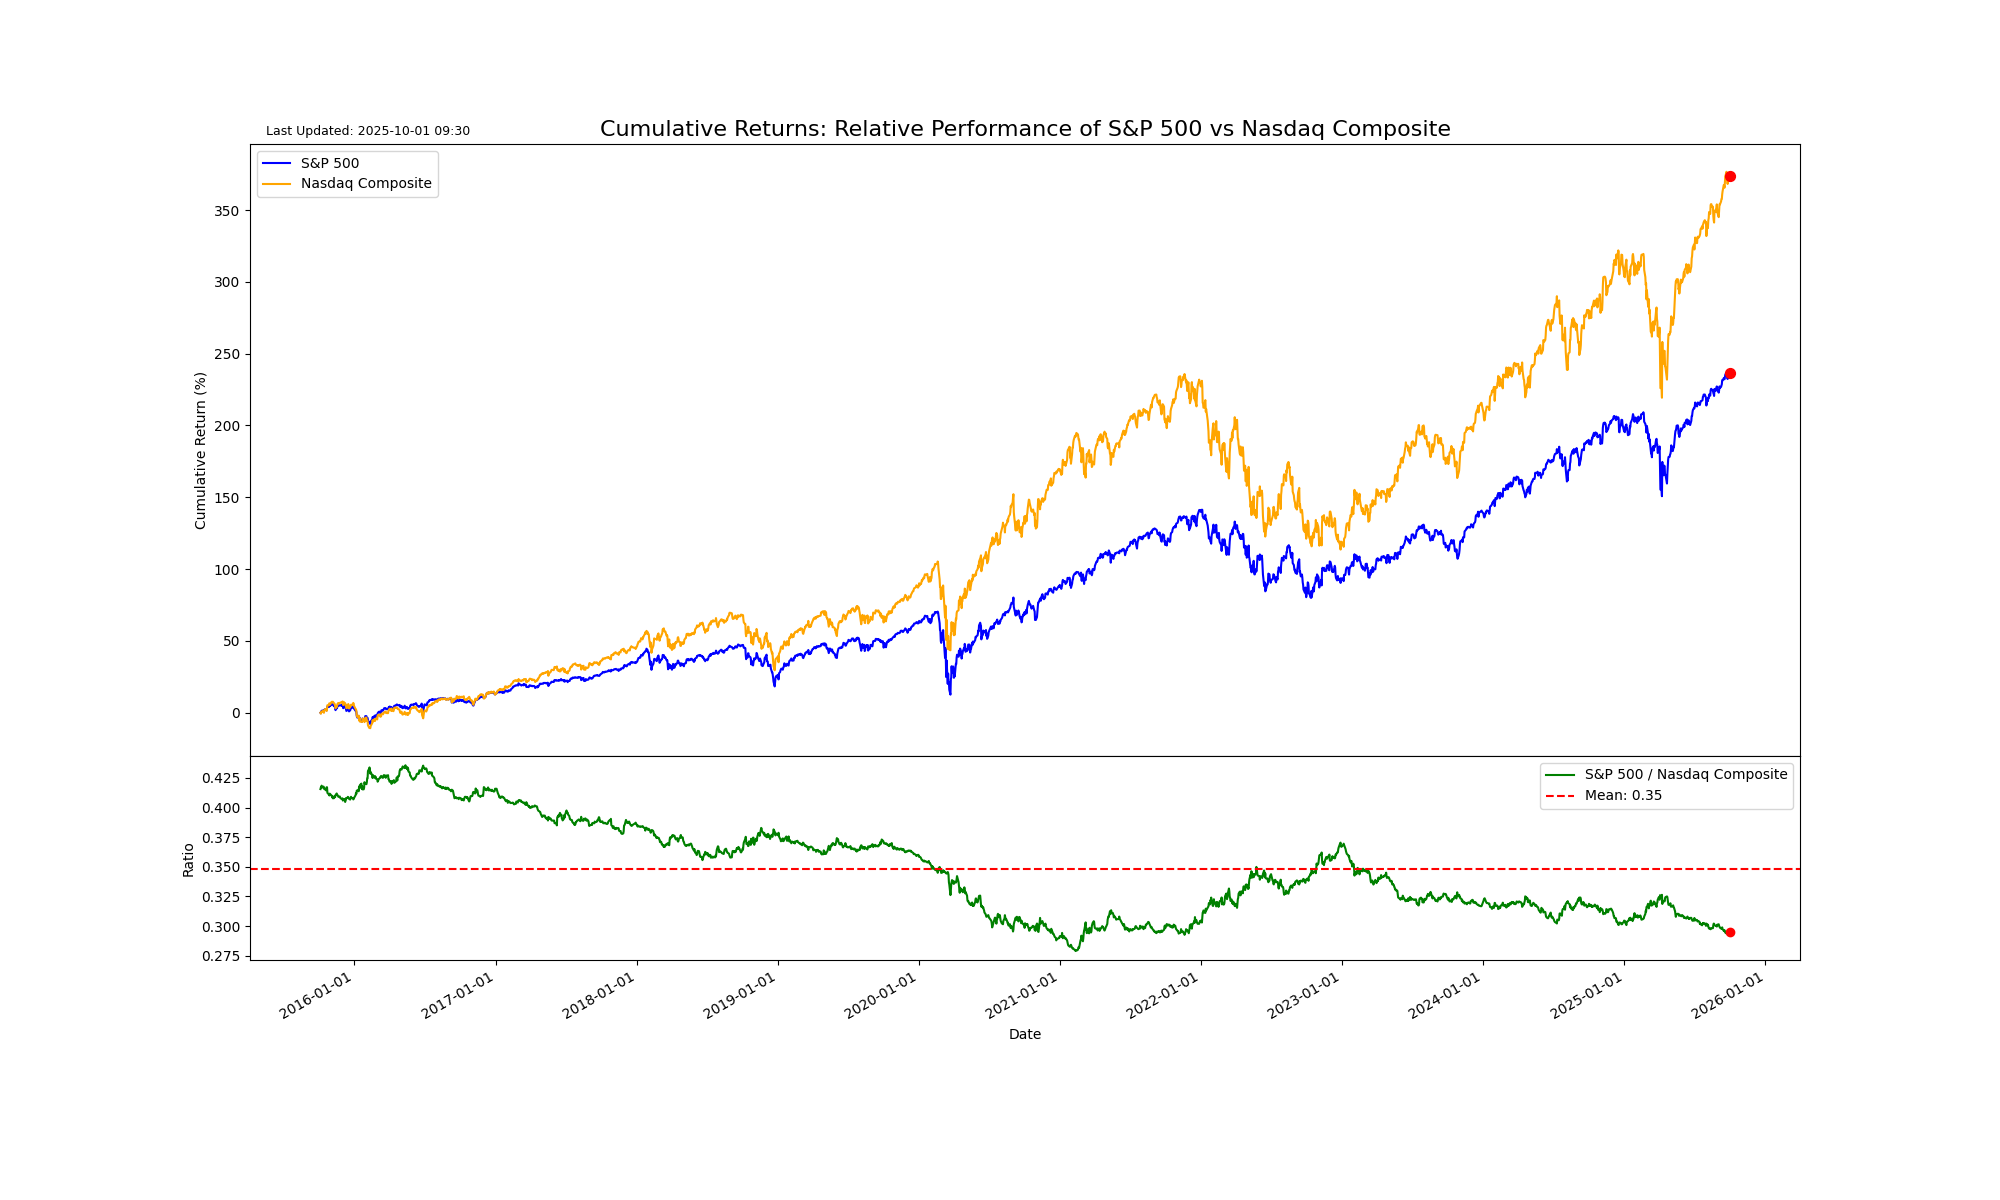 Last Updated: 2025-10-01 09:30
Cumulative Returns: Relative Performance of S&P 500 vs Nasdaq Composite
S&P 500
Nasdaq Composite
Cumulative Return (%)
350
300
250
200
150
100
50
0
S&P 500 / Nasdaq Composite
Mean: 0.35
Ratio
0.425
0.400
0.375
0.350
0.325
0.300
0.275
2016-01-01
2017-01-01
2018-01-01
2019-01-01
2020-01-01
2021-01-01
2022-01-01
2023-01-01
2024-01-01
2025-01-01
2026-01-01
Date